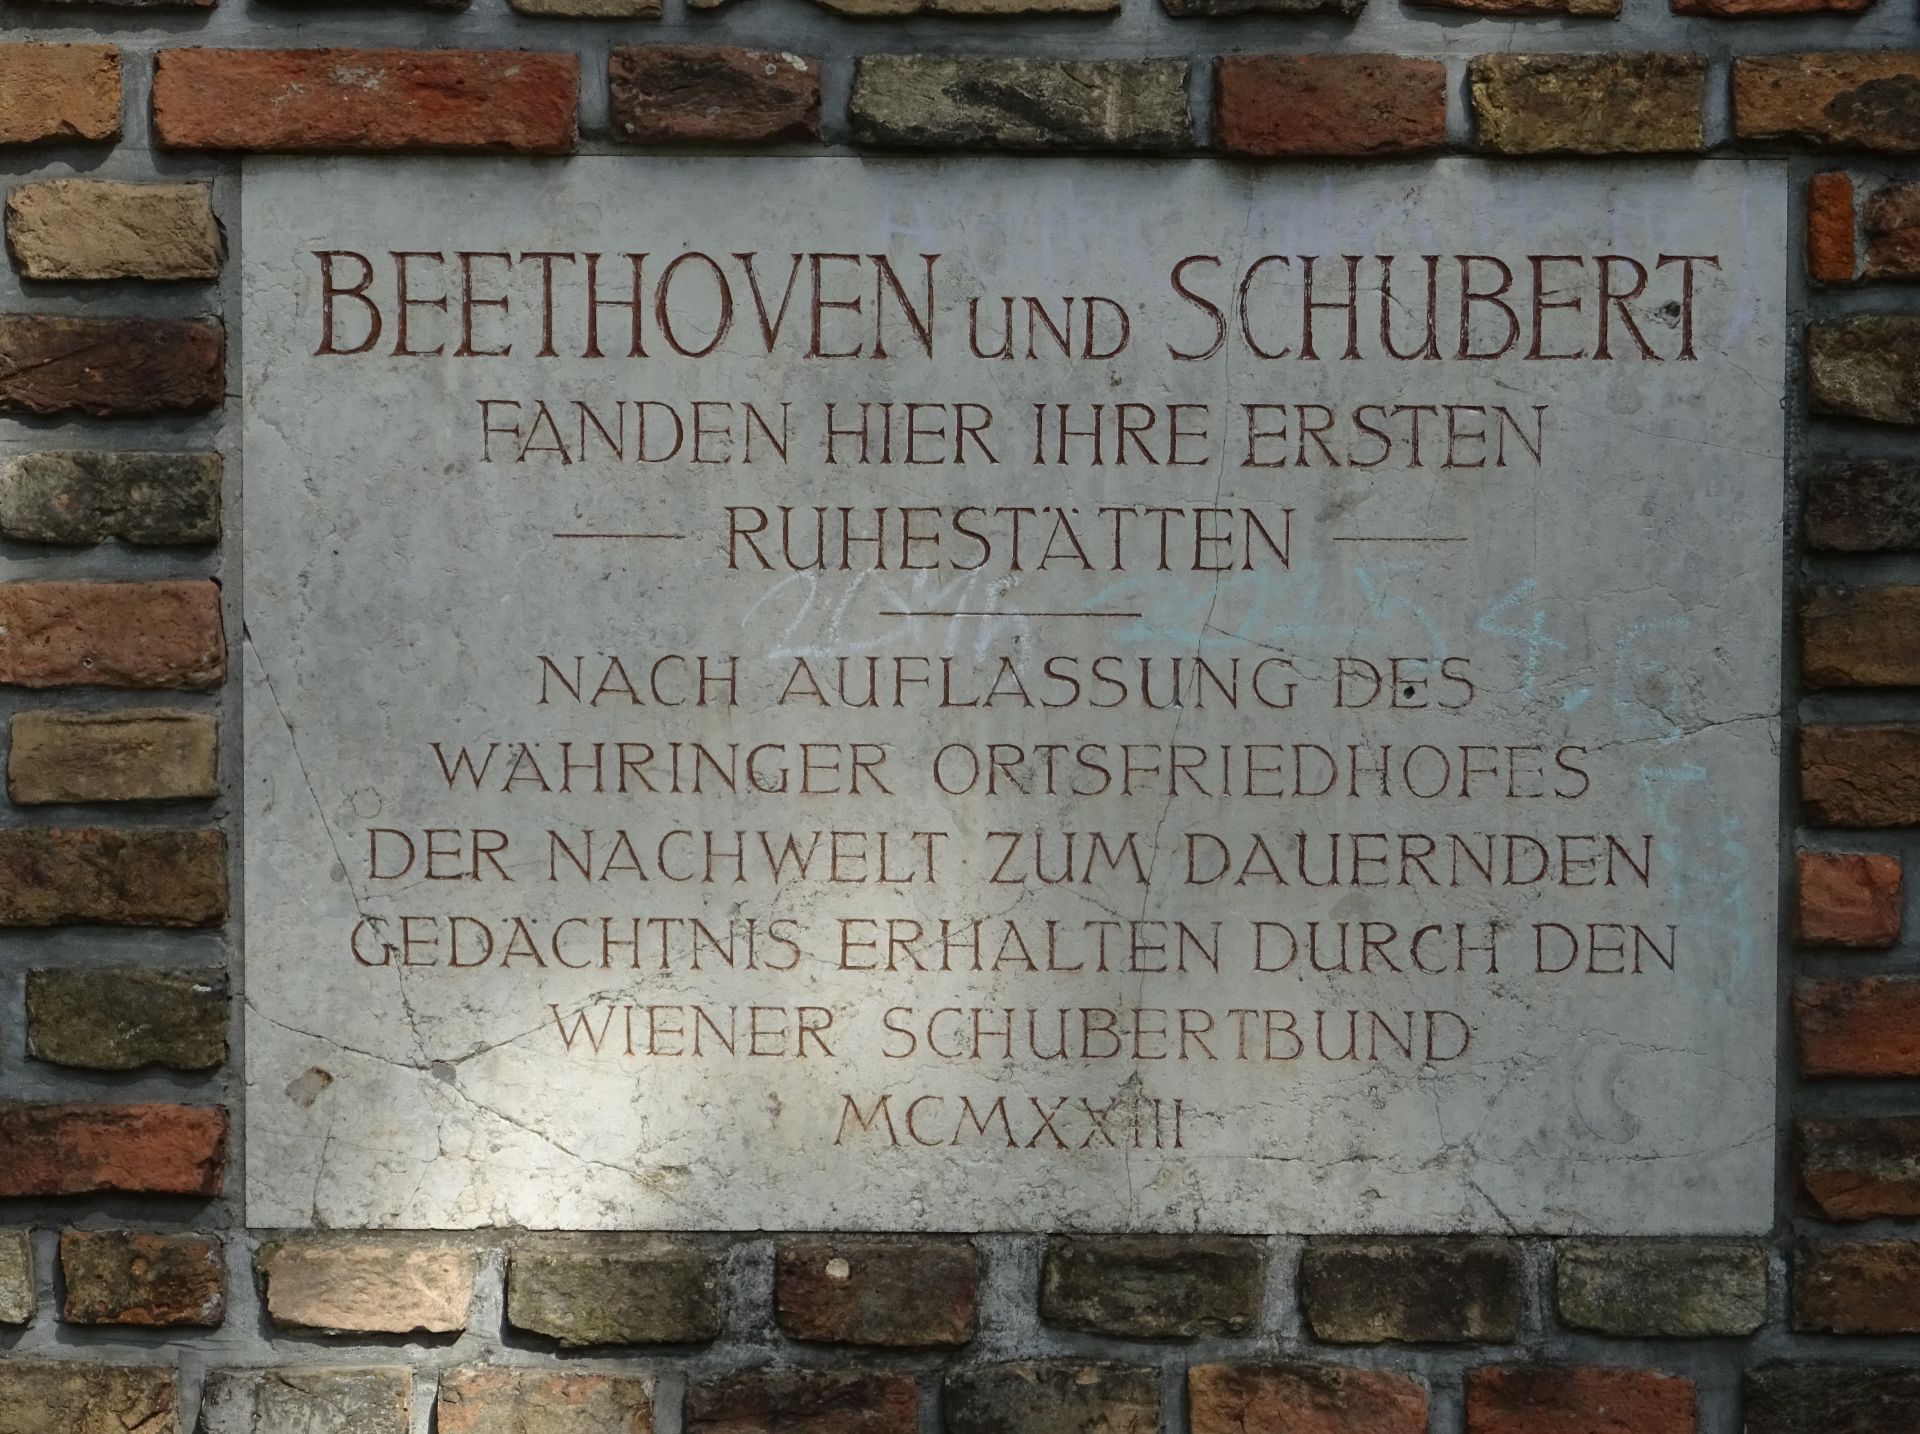 BEETHOVEN UND SCHUBERT
FANDEN HIER IHRE ERSTEN
— RUHESTÄTTEN —
NACH AUFLASSUNG DES
WÄHRINGER ORTSFRIEDHOFES
DER NACHWELT ZUM DAUERNDEN
GEDÄCHTNIS ERHALTEN DURCH DEN
WIENER SCHUBERTBUND
MCMXXIII